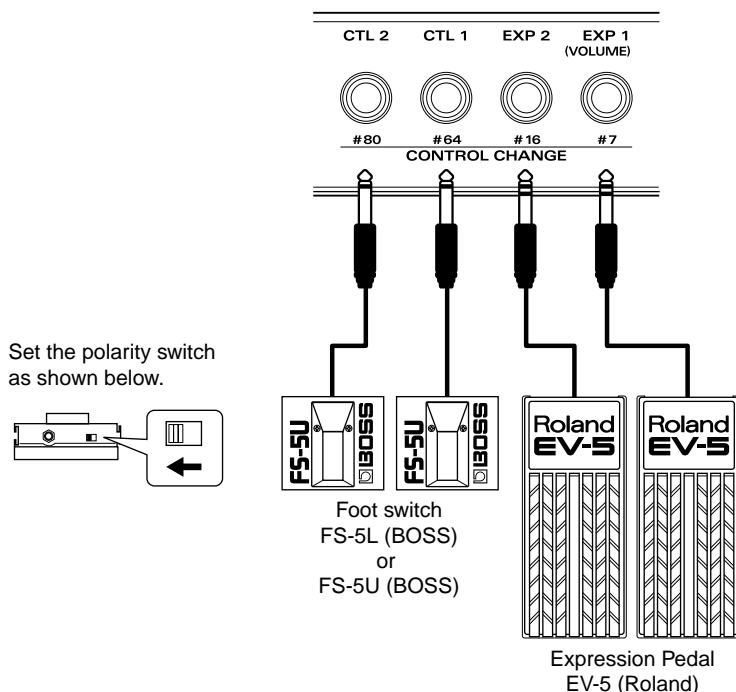 CTL 2 CTL 1 EXP 2 EXP 1
(VOLUME)
#80 #64 #16 #7
CONTROL CHANGE
Set the polarity switch
as shown below.
FS-5U BOSS FS-5U BOSS
Roland Roland
EV-5 EV-5
Foot switch
FS-5L (BOSS)
or
FS-5U (BOSS)
Expression Pedal
EV-5 (Roland)